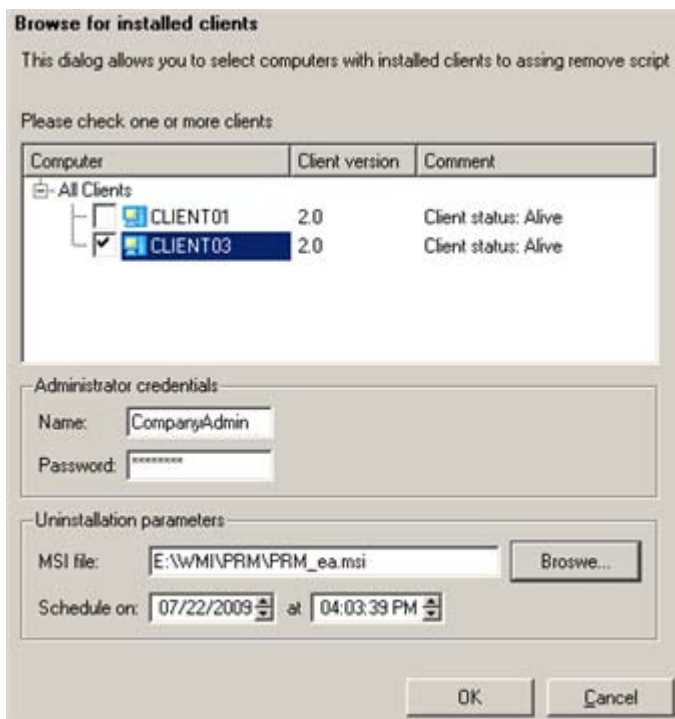 Browse for installed clients
This dialog allows you to select computers with installed clients to assing remove script
Please check one or more clients
Computer Client version Comment
All Clients
CLIENT01 2.0 Client status: Alive
CLIENT03 2.0 Client status: Alive
Administrator credentials
Name: CompanyAdmin
Password: ********
Uninstallation parameters
MSI file: E:\WMI\PRM\PRM_ea.msi Broswe...
Schedule on: 07/22/2009 at 04:03:39 PM
OK Cancel